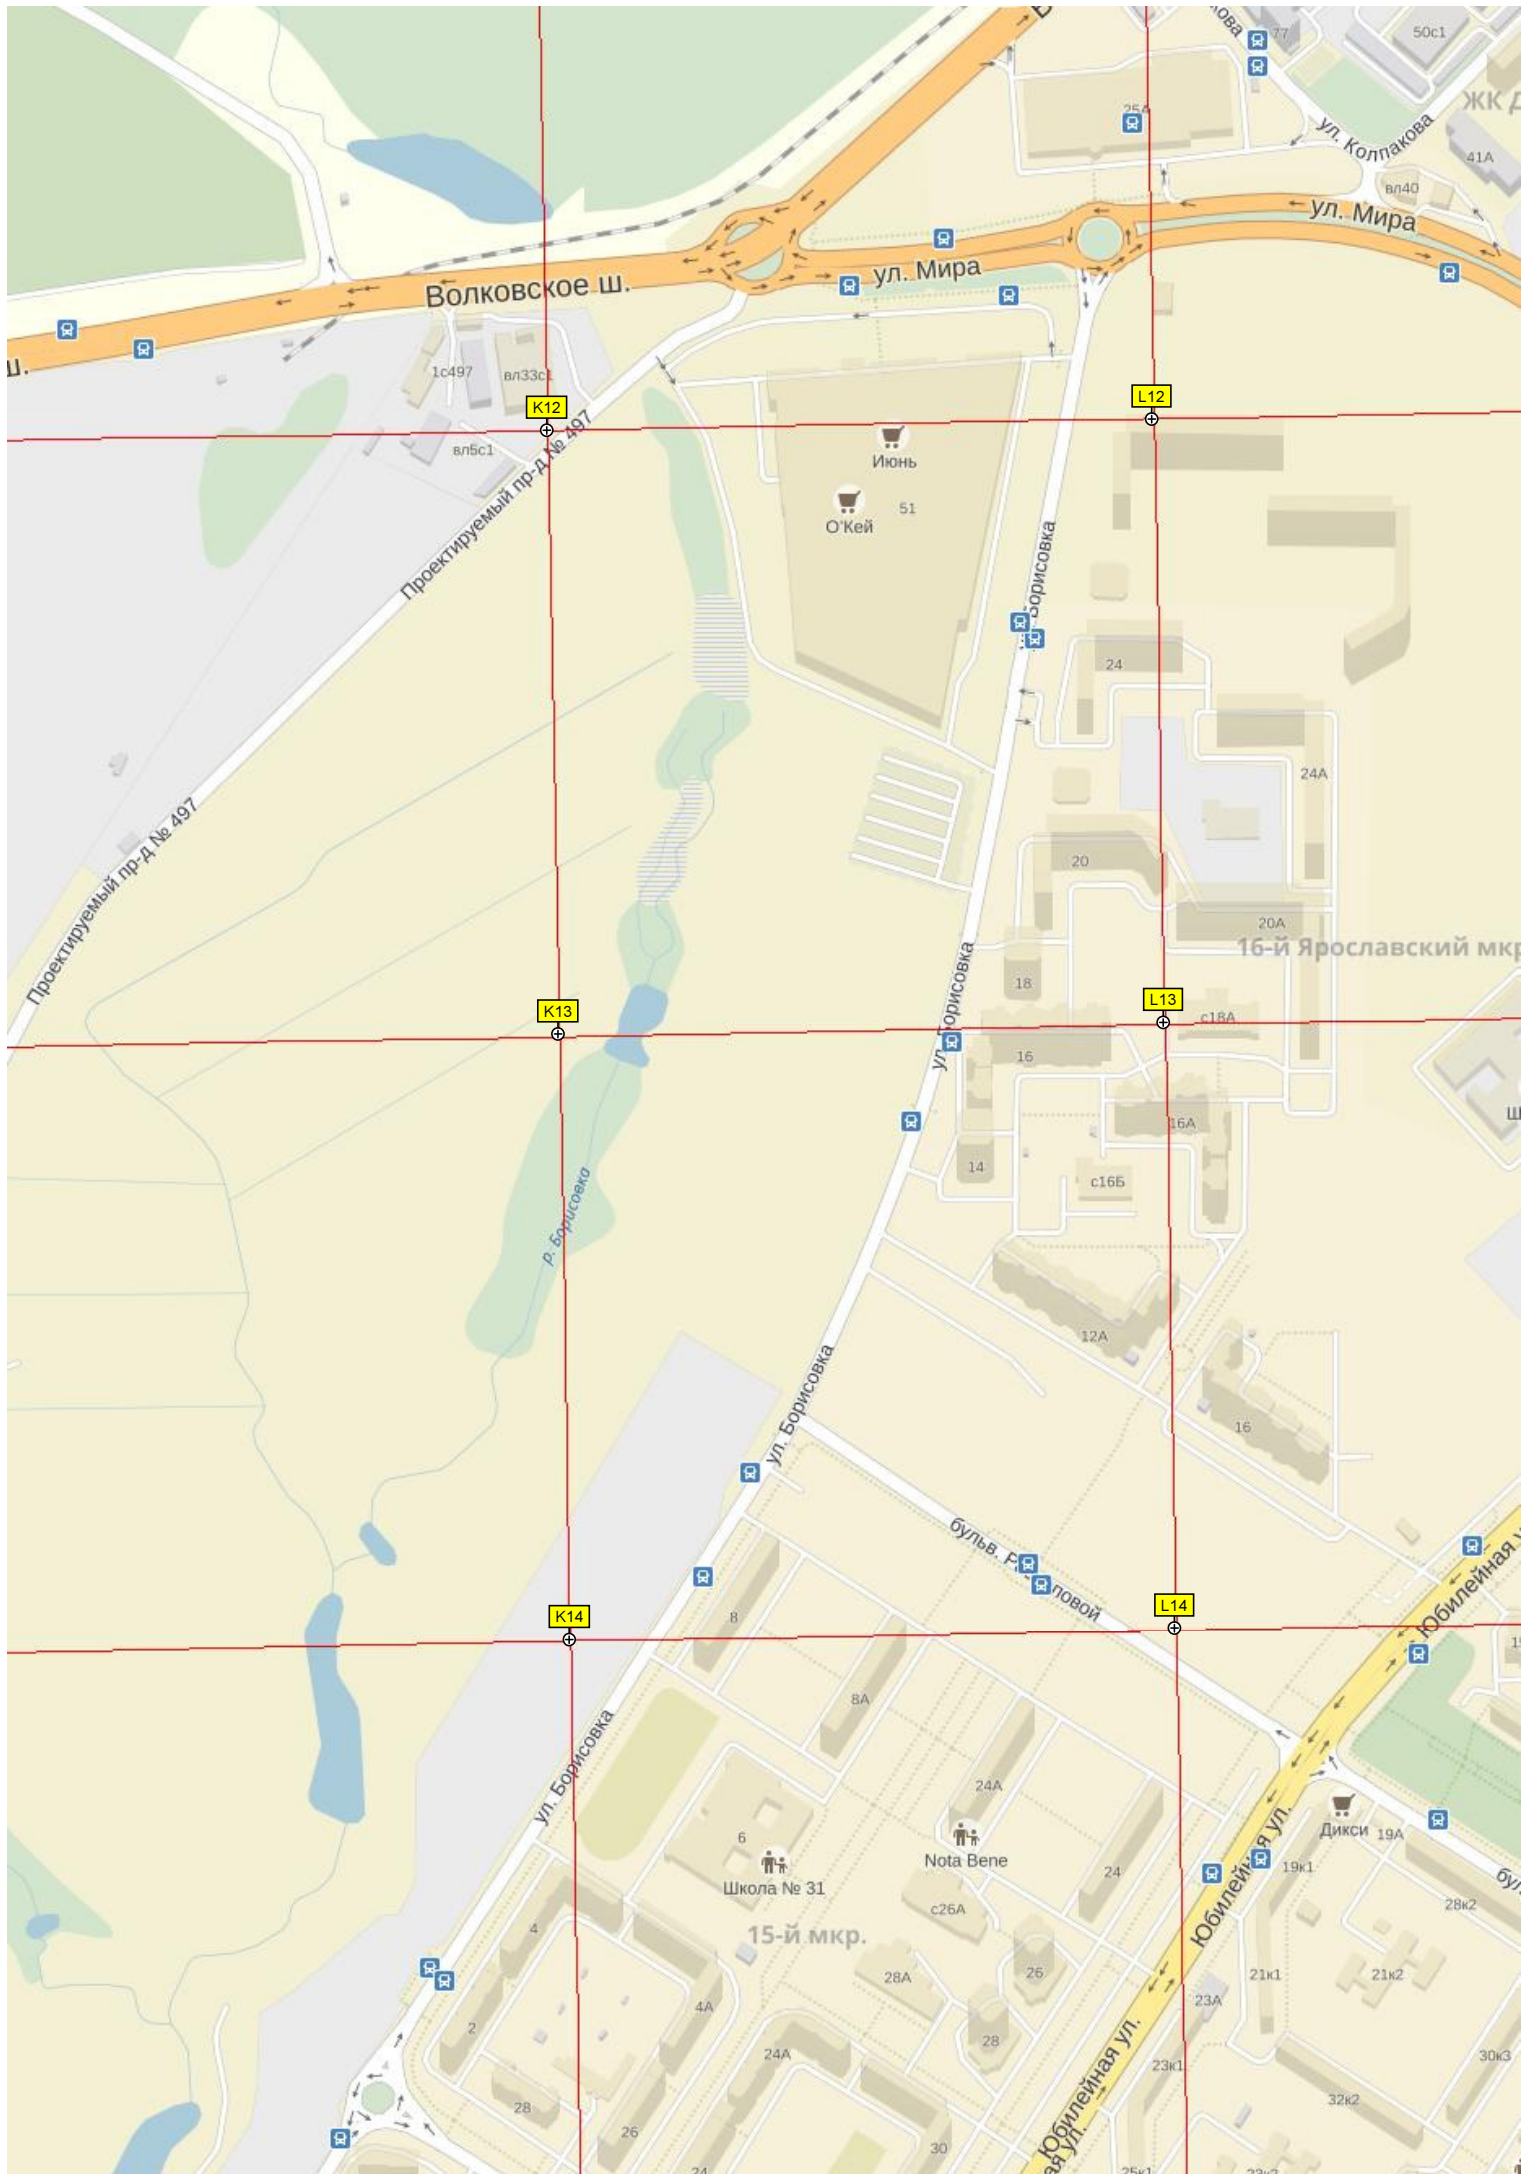 77
50с1
25А
ЖК Д
ул. Колпакова
41А
вл40
ул. Мира
ул. Мира
Волковское ш.
ш.
1с497
вл33с1
K12
L12
вл5с1
Июнь
О'Кей
51
Проектируемый пр-д № 497
24
24А
Проектируемый пр-д № 497
20
20А
16-й Ярославский мкр
ул. Борисовка
18
K13
L13
с18А
16
16А
14
с16Б
р. Борисовка
12А
ул. Борисовка
16
бульв.
Юбилейная у
8
K14
L14
8А
ул. Борисовка
24А
6
Школа № 31
Nota Bene
24
Дикси
19А
19к1
28к2
Юбилейная ул.
с26А
4
15-й мкр.
28А
26
21к1
21к2
23А
4А
2
28
24А
23к1
30к3
32к2
28
26
30
Юбилейная ул.
24
25к1